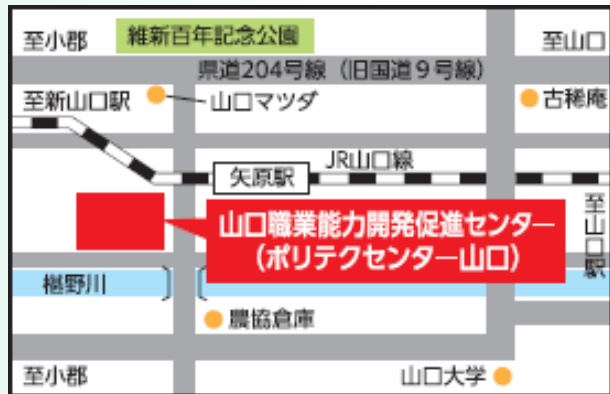 至小郡
維新百年記念公園
至山口
県道204号線（旧国道9号線）
至新山口駅
山口マツダ
古稀庵
JR山口線
矢原駅
至山口駅
山口職業能力開発促進センター
（ポリテクセンター山口）
椹野川
農協倉庫
至小郡
山口大学